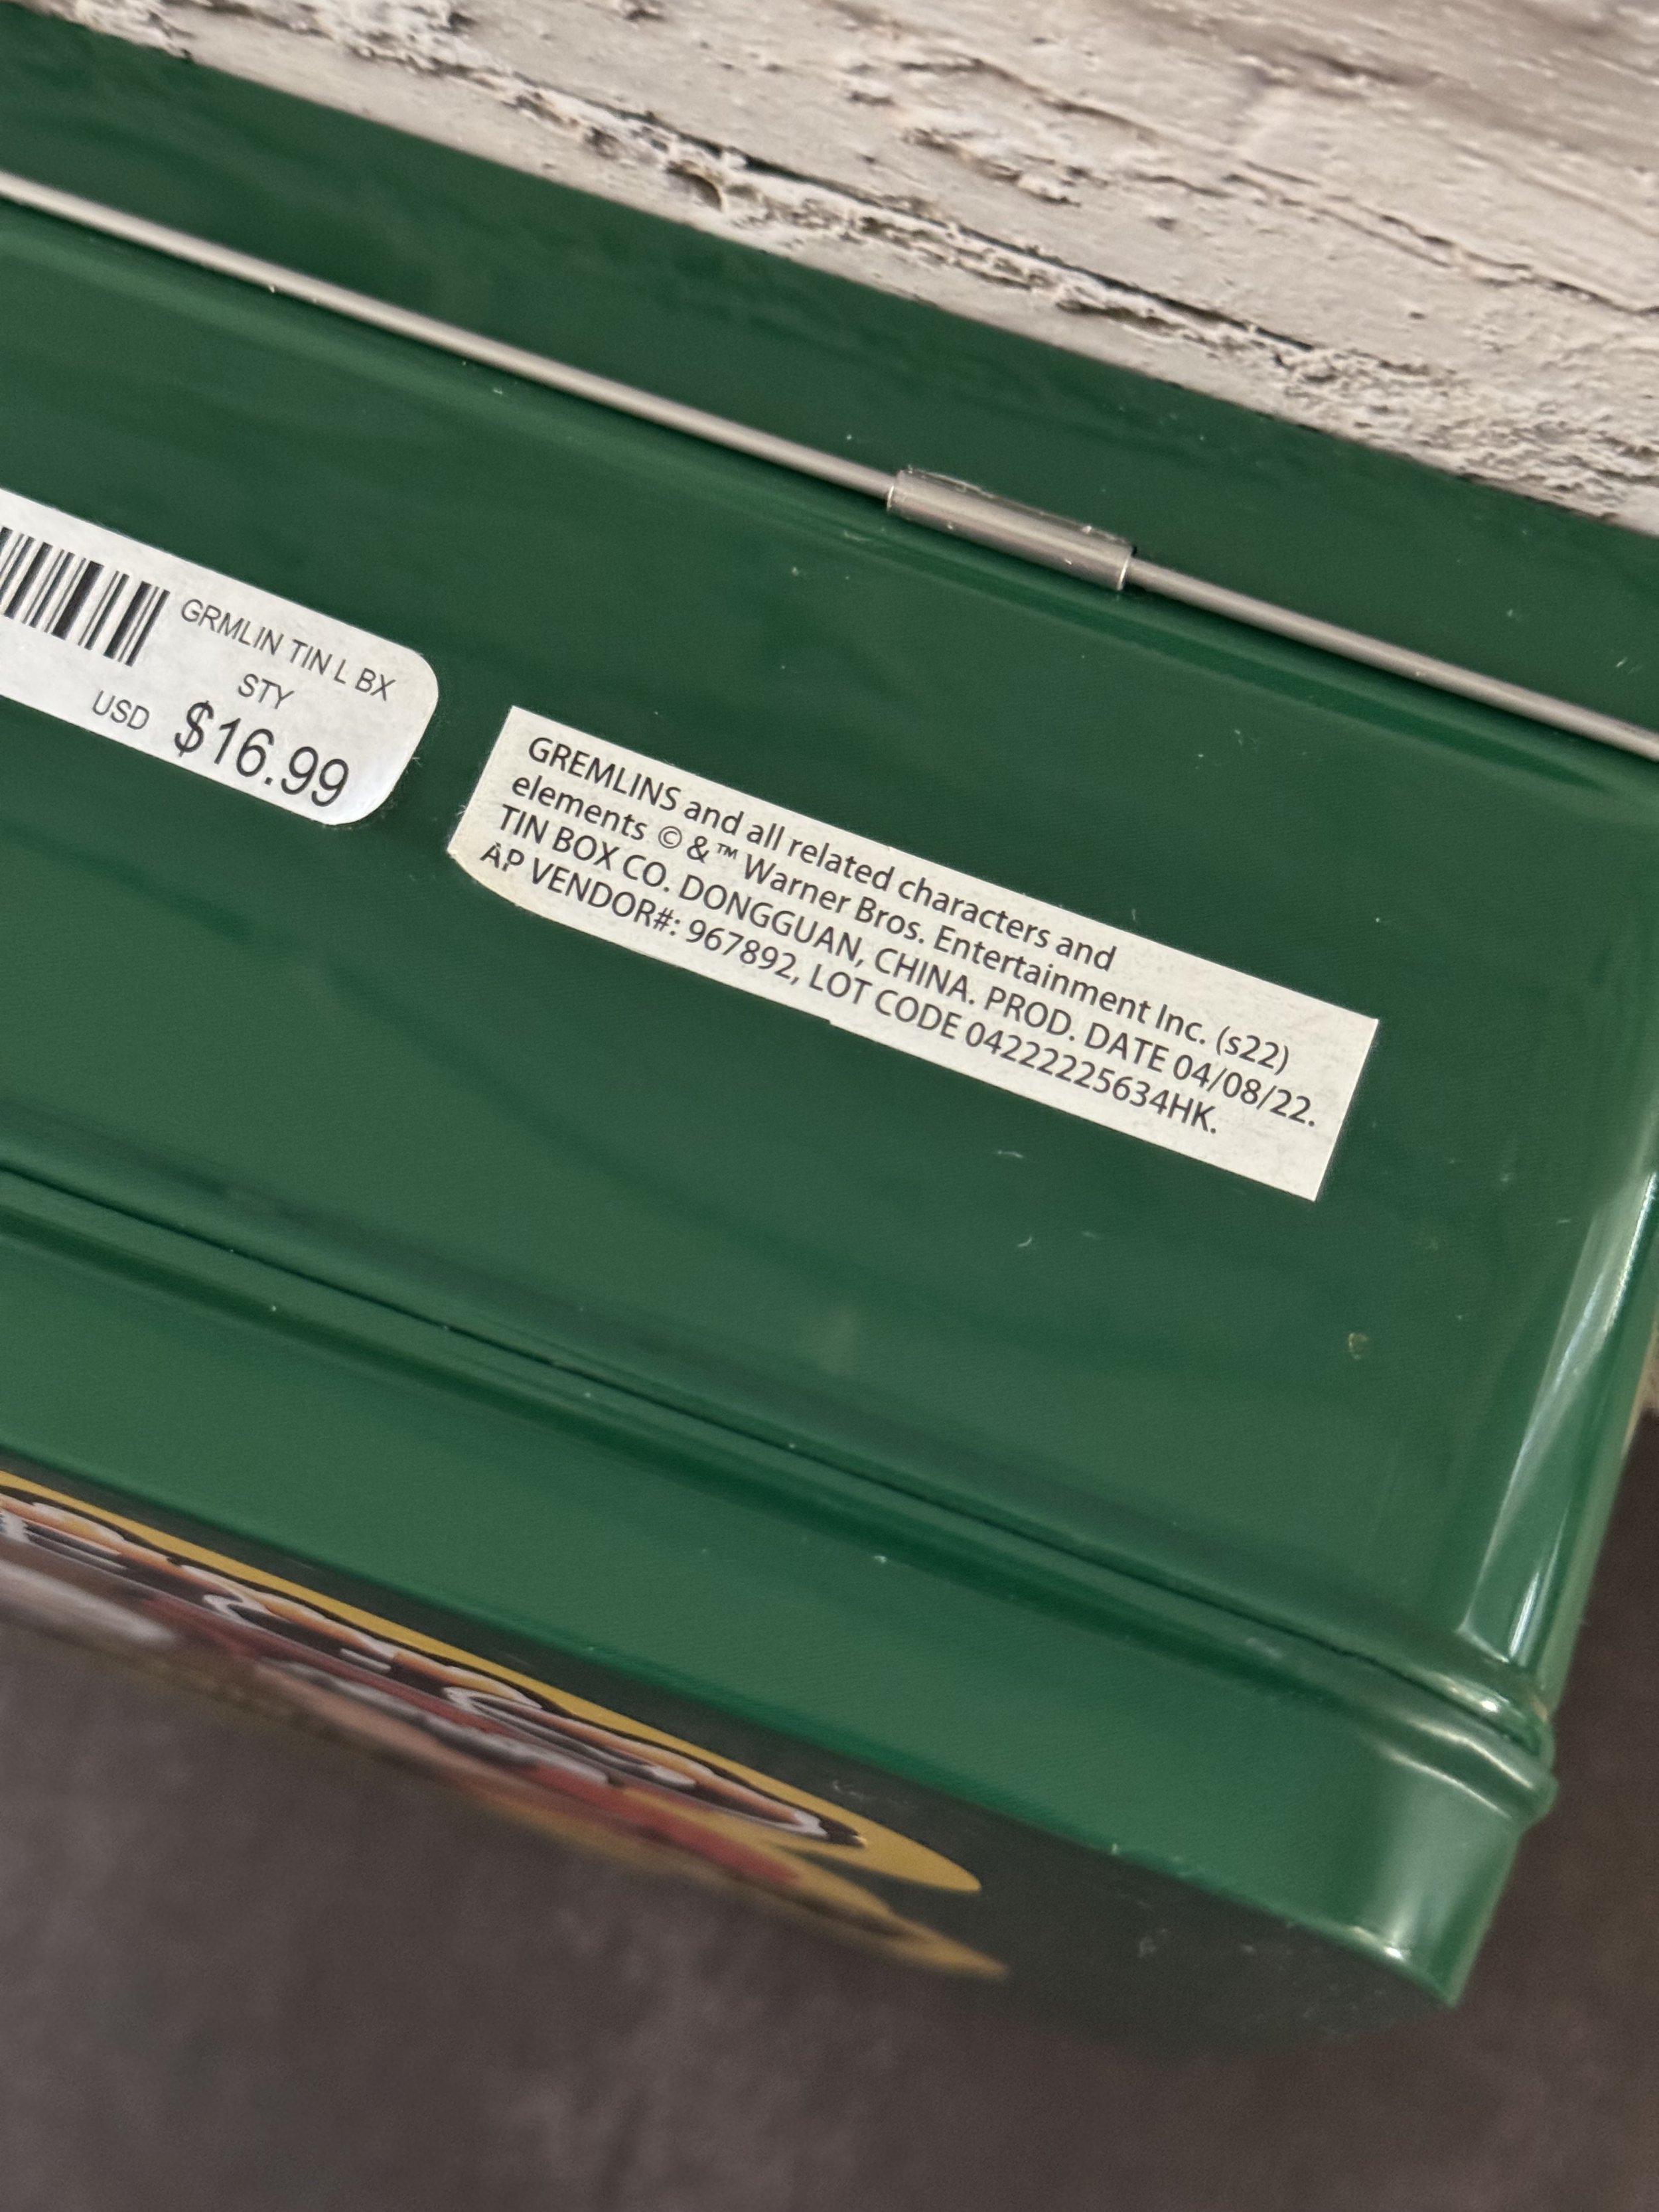 GRMLIN TIN L BX
STY
USD $16.99
GREMLINS and all related characters and
elements © & ™ Warner Bros. Entertainment Inc. (s22)
TIN BOX CO. DONGGUAN, CHINA. PROD. DATE 04/08/22.
AP VENDOR#: 967892, LOT CODE 04222225634HK.